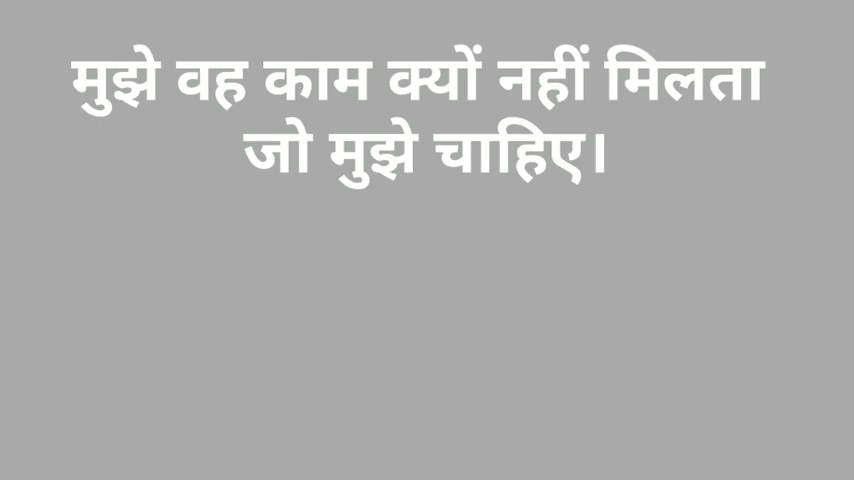 मुझे वह काम क्यों नहीं मिलता
जो मुझे चाहिए।